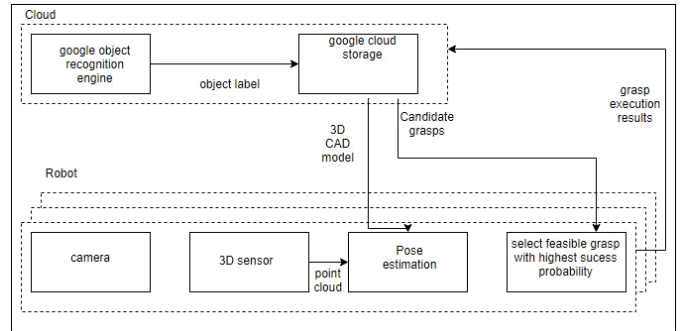 Cloud
google object
recognition
engine
object label
google cloud
storage
grasp
execution
results
3D
CAD
model
Candidate
grasps
Robot
camera
3D sensor
point
cloud
Pose
estimation
select feasible grasp
with highest sucess
probability